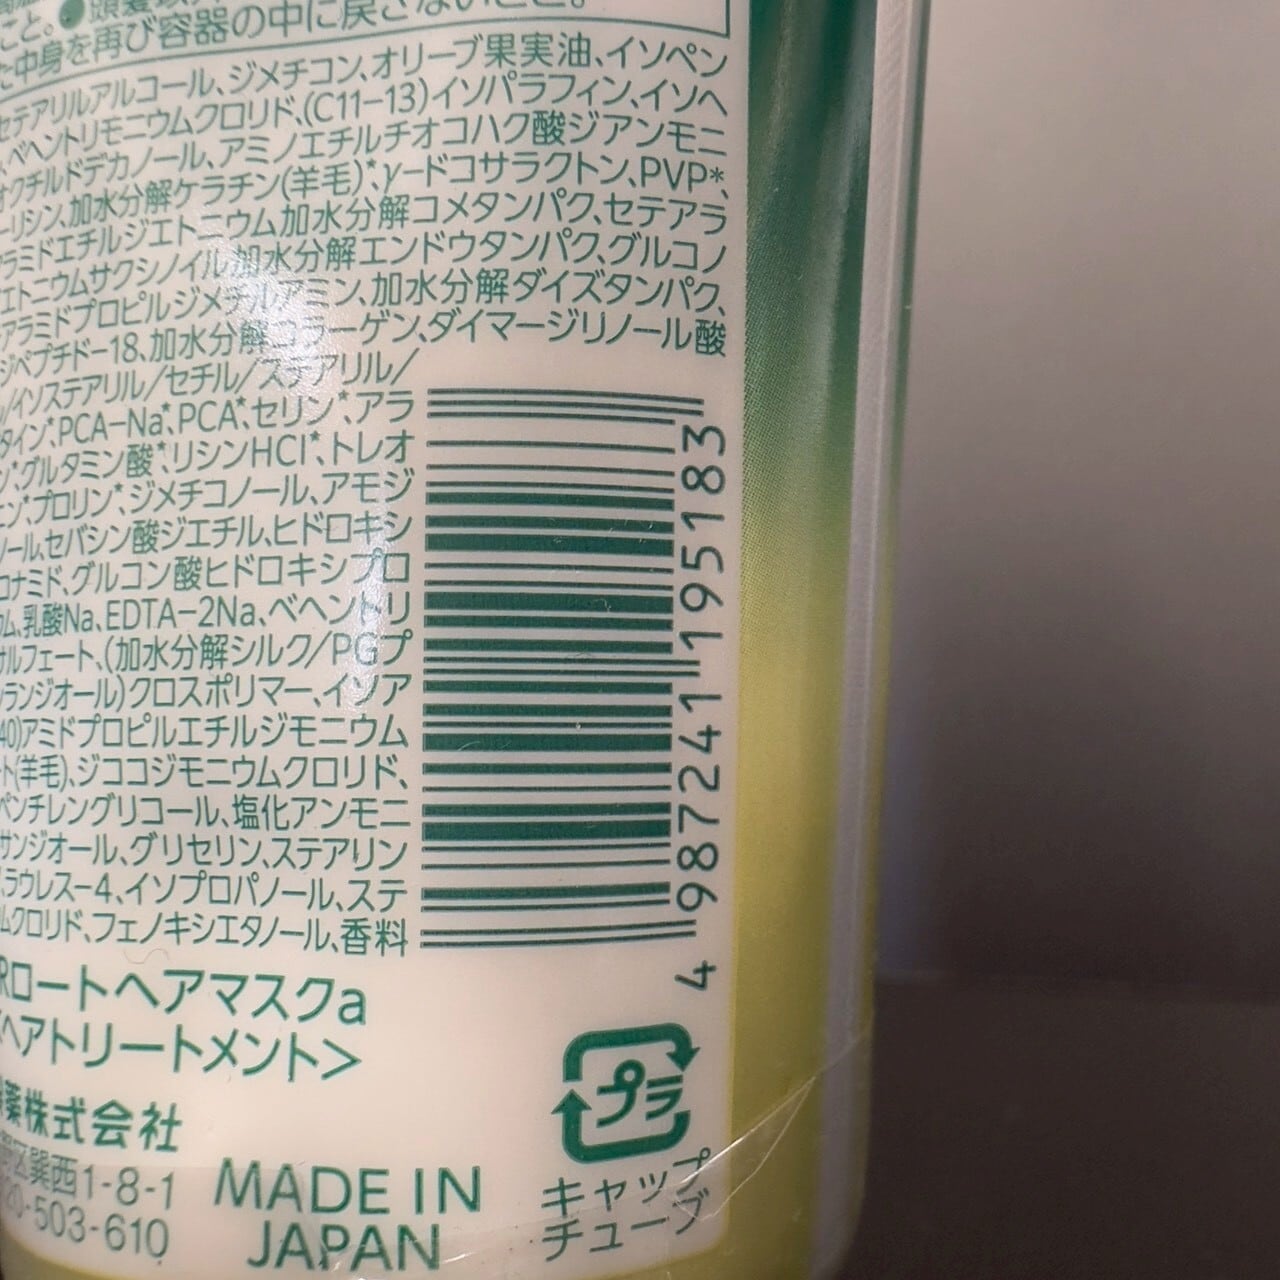 こと。●頭髪以
た中身を再び容器の中に戻さないこと。
セテアリルアルコール、ジメチコン、オリーブ果実油、イソペン
、ベヘントリモニウムクロリド、(C11-13)イソパラフィン、イソヘ
オクチルドデカノール、アミノエチルチオコハク酸ジアンモニ
ーリシン、加水分解ケラチン(羊毛)*、γードコサラクトン、PVP*、
ラミドエチルジエトニウム加水分解コメタンパク、セテアラ
エトニウムサクシノイル加水分解エンドウタンパク、グルコノ
アラミドプロピルジメチルアミン、加水分解ダイズタンパク、
ジペプチド-18、加水分解コラーゲン、ダイマージリノール酸
/イソステアリル/セチル/ステアリル/
タイン*、PCA-Na*、PCA*、セリン*、アラ
ン*、グルタミン酸*、リシンHCl*、トレオ
ニン*、プロリン*、ジメチコノール、アモジ
ノール、セバシン酸ジエチル、ヒドロキシ
コナミド、グルコン酸ヒドロキシプロ
ム、乳酸Na、EDTA-2Na、ベヘントリ
サルフェート、(加水分解シルク/PGプ
ランジオール)クロスポリマー、イソア
40)アミドプロピルエチルジモニウム
ート(羊毛)、ジココジモニウムクロリド、
ペンチレングリコール、塩化アンモニ
サンジオール、グリセリン、ステアリン
ラウレス-4、イソプロパノール、ステ
ムクロリド、フェノキシエタノール、香料
4 987241 195183
Rロートヘアマスクa
<ヘアトリートメント>
薬株式会社
区巽西1-8-1
20-503-610
MADE IN
JAPAN
プラ
キャップ
チューブ